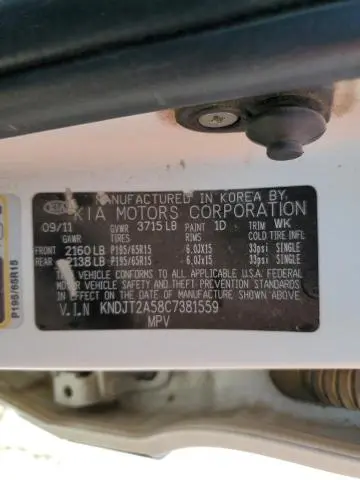 MANUFACTURED IN KOREA BY
KIA KIA MOTORS CORPORATION
09/11 GVWR 3715 LB PAINT 1D TRIM WK
GAWR TIRES RIMS COLD TIRE INFL
FRONT 2160 LB P195/65R15 6.0JX15 33psi SINGLE
REAR 2138 LB P195/65R15 6.0JX15 33psi SINGLE
VEHICLE CONFORMS TO ALL APPLICABLE U.S.A. FEDERAL
MOTOR VEHICLE SAFETY, BUMPER, AND THEFT PREVENTION
STANDARDS IN EFFECT ON THE DATE OF MANUFACTURE SHOWN ABOVE
V.I.N KNDJT2A58C7381559
MPV
P195/65R15